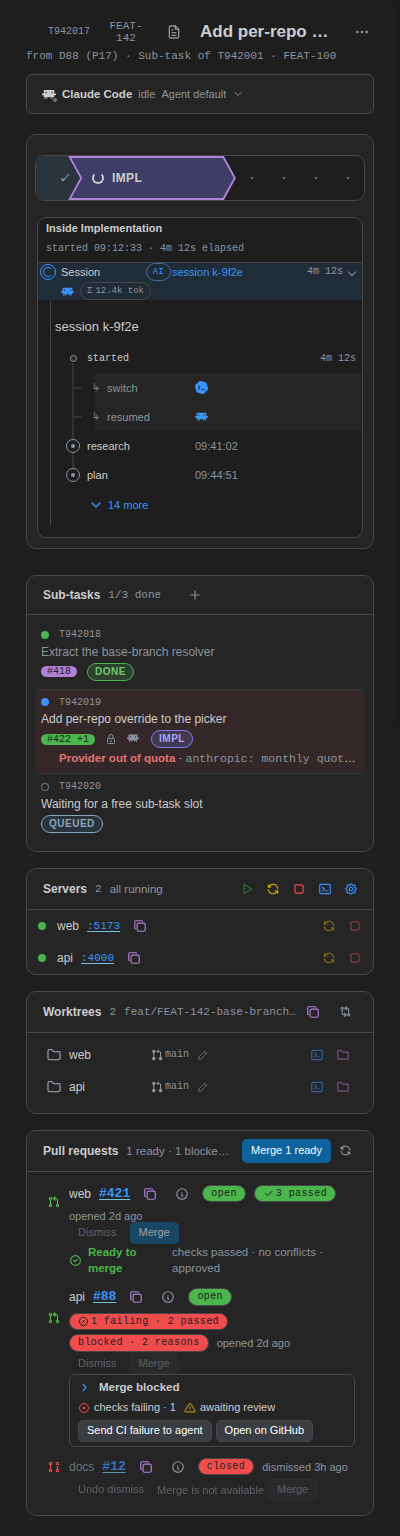 T942017 FEAT-142 Add per-repo …
from D88 (P17) · Sub-task of T942001 · FEAT-100
Claude Code idle Agent default
IMPL
Inside Implementation
started 09:12:33 · 4m 12s elapsed
Session AI session k-9f2e 4m 12s
Σ 12.4k tok
session k-9f2e
started 4m 12s
↳ switch
↳ resumed
research 09:41:02
plan 09:44:51
14 more
Sub-tasks 1/3 done
T942018
Extract the base-branch resolver
#418 DONE
T942019
Add per-repo override to the picker
#422 +1 IMPL
Provider out of quota · anthropic: monthly quot…
T942020
Waiting for a free sub-task slot
QUEUED
Servers 2 all running
web :5173
api :4000
Worktrees 2 feat/FEAT-142-base-branch…
web main
api main
Pull requests 1 ready · 1 blocke… Merge 1 ready
web #421 open 3 passed
opened 2d ago
Dismiss Merge
Ready to merge checks passed · no conflicts · approved
api #88 open
1 failing · 2 passed
blocked · 2 reasons opened 2d ago
Dismiss Merge
Merge blocked
checks failing · 1 awaiting review
Send CI failure to agent Open on GitHub
docs #12 closed dismissed 3h ago
Undo dismiss Merge is not available Merge